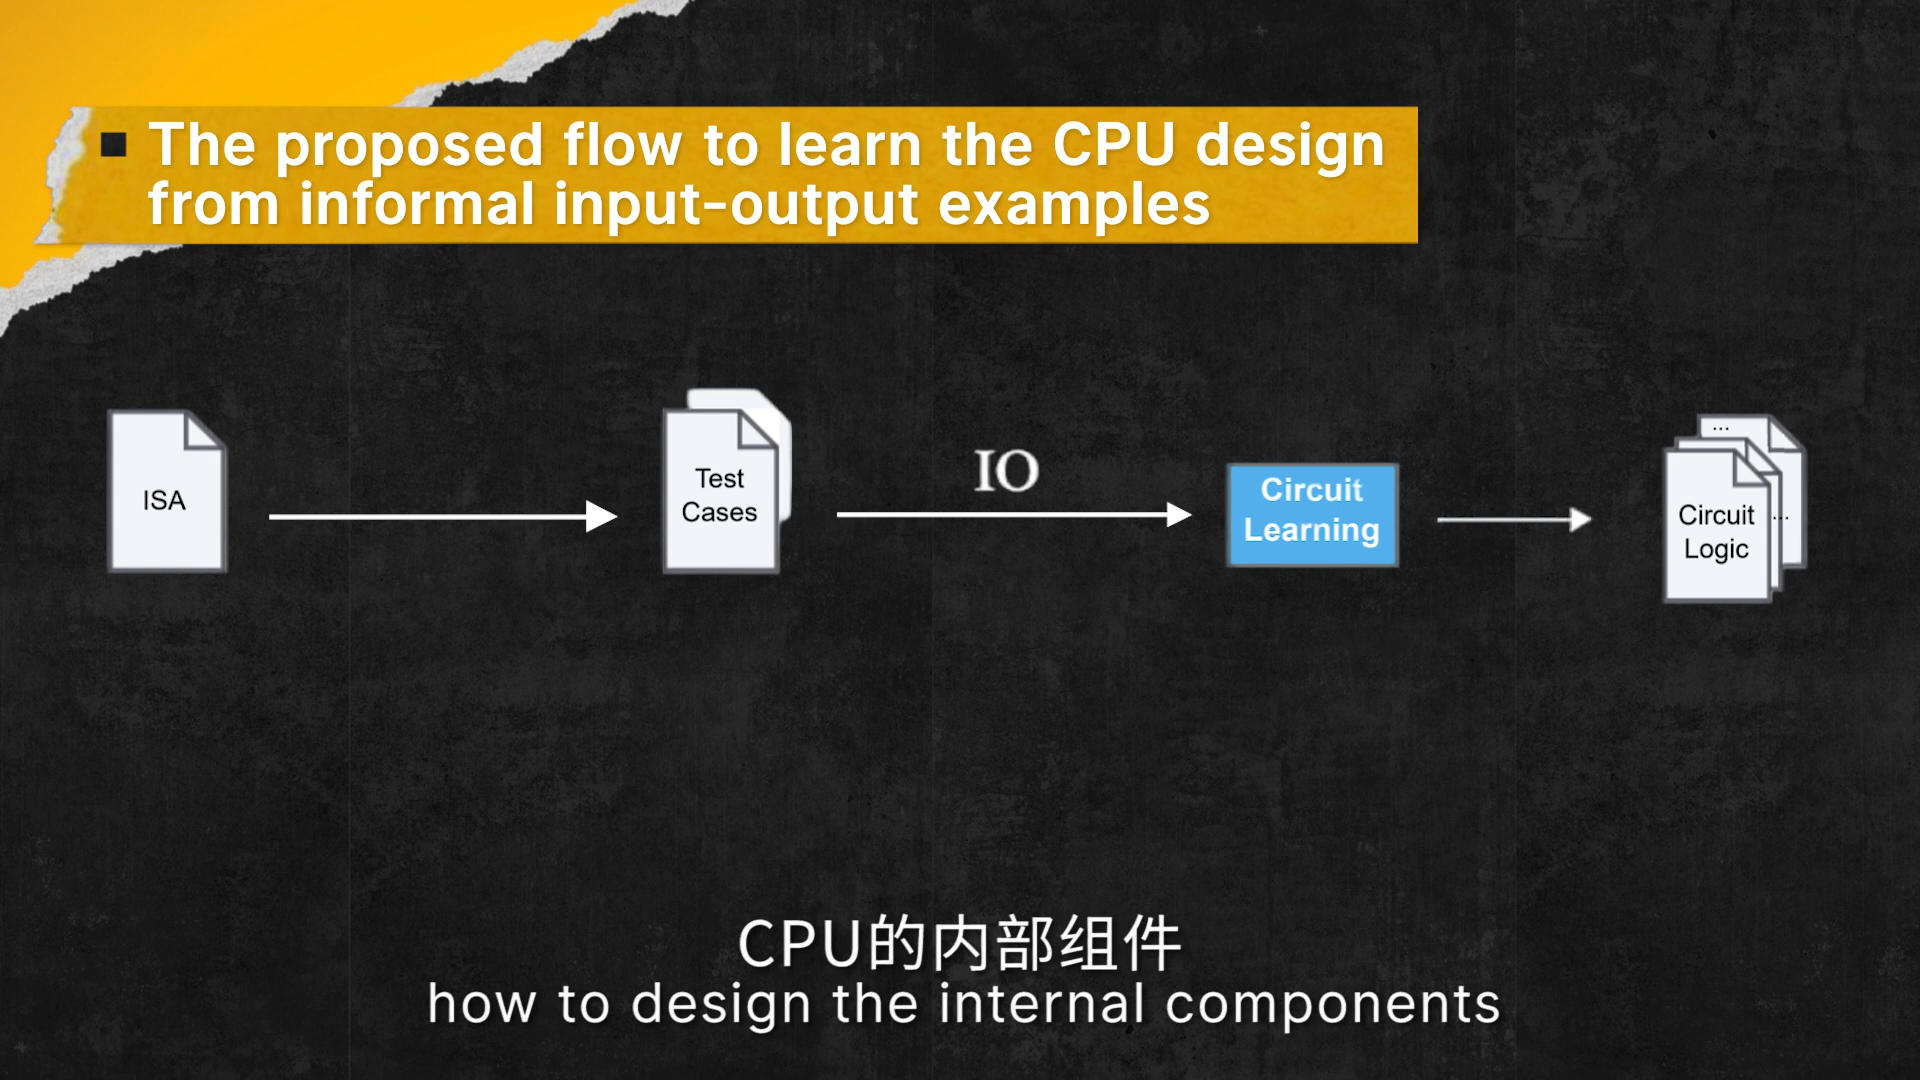 The proposed flow to learn the CPU design
from informal input-output examples
ISA
Test
Cases
IO
Circuit
Learning
...
Circuit
Logic
...
CPU的内部组件
how to design the internal components